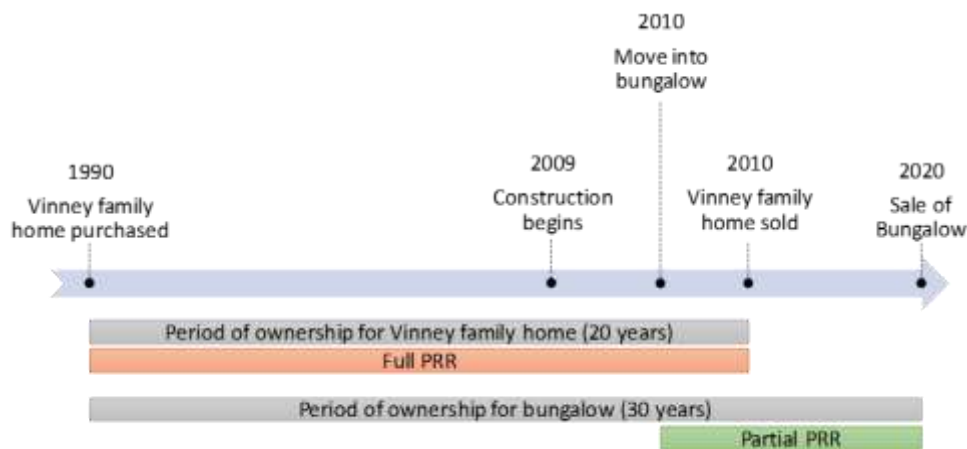 2010
Move into
bungalow
1990
Vinney family
home purchased
2009
Construction
begins
2010
Vinney family
home sold
2020
Sale of
Bungalow
Period of ownership for Vinney family home (20 years)
Full PRR
Period of ownership for bungalow (30 years)
Partial PRR